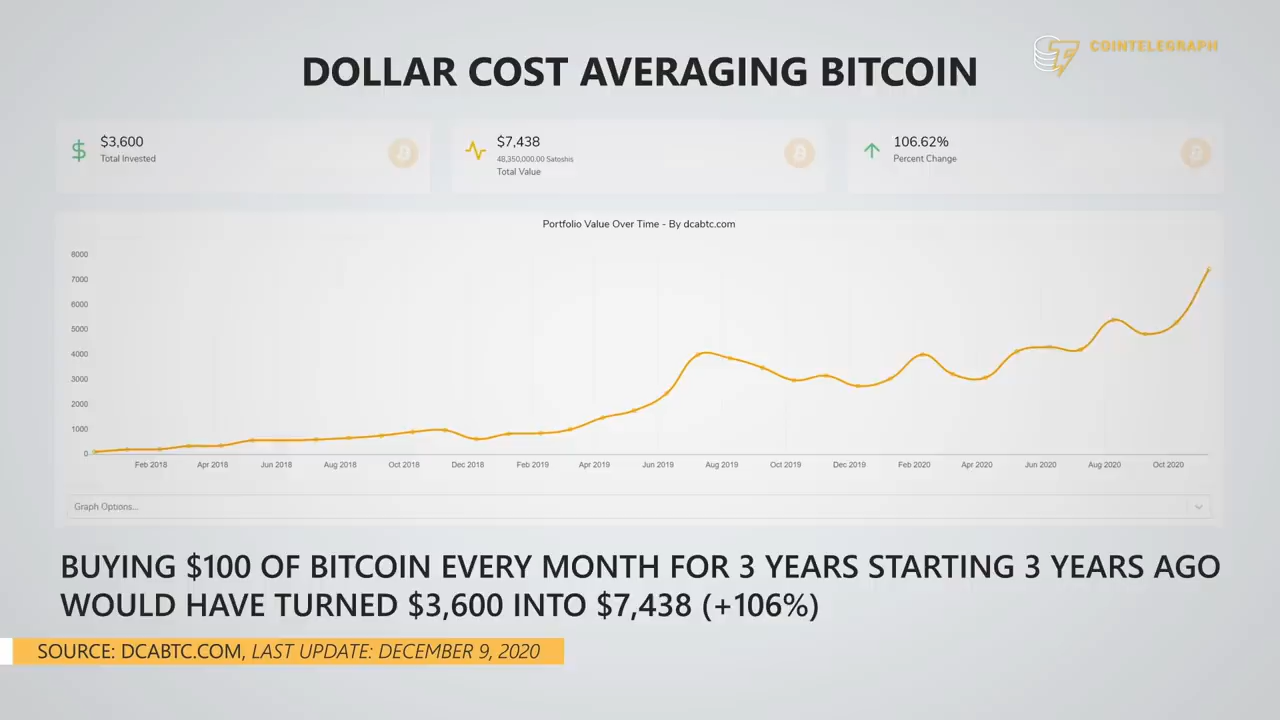 COINTELEGRAPH
DOLLAR COST AVERAGING BITCOIN
$3,600
Total Invested
$7,438
48,350,000.00 Satoshis
Total Value
106.62%
Percent Change
Portfolio Value Over Time - By dcabtc.com
8000
7000
6000
5000
4000
3000
2000
1000
0
Feb 2018 Apr 2018 Jun 2018 Aug 2018 Oct 2018 Dec 2018 Feb 2019 Apr 2019 Jun 2019 Aug 2019 Oct 2019 Dec 2019 Feb 2020 Apr 2020 Jun 2020 Aug 2020 Oct 2020
Graph Options...
BUYING $100 OF BITCOIN EVERY MONTH FOR 3 YEARS STARTING 3 YEARS AGO
WOULD HAVE TURNED $3,600 INTO $7,438 (+106%)
SOURCE: DCABTC.COM, LAST UPDATE: DECEMBER 9, 2020